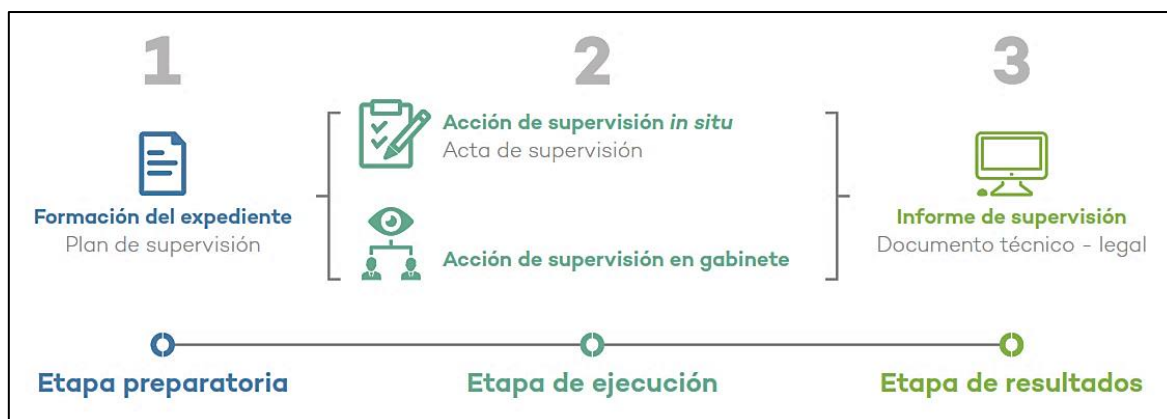 1
Formación del expediente
Plan de supervisión
2
Acción de supervisión in situ
Acta de supervisión
Acción de supervisión en gabinete
3
Informe de supervisión
Documento técnico - legal
Etapa preparatoria
Etapa de ejecución
Etapa de resultados